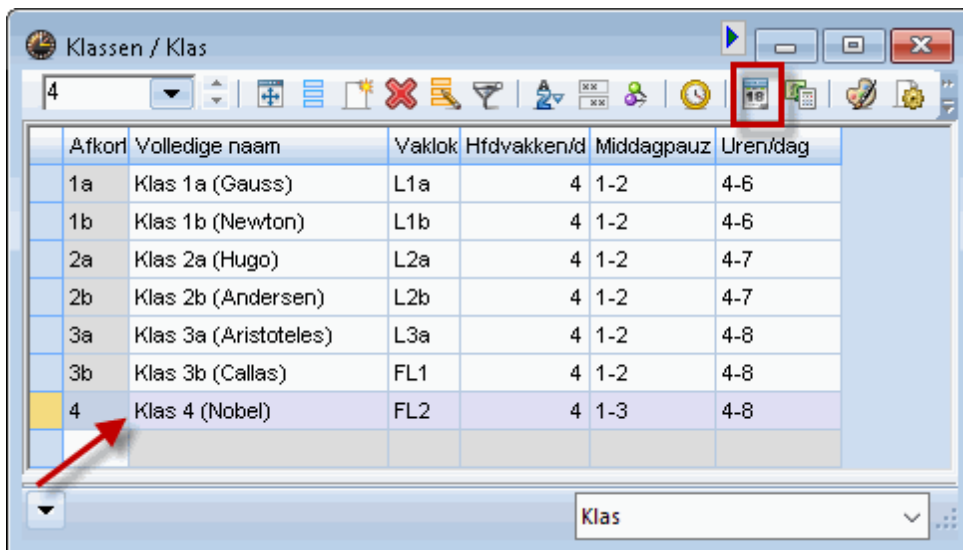 Klassen / Klas
4
18
Afkort Volledige naam Vaklok Hfdvakken/d Middagpauz Uren/dag
1a Klas 1a (Gauss) L1a 4 1-2 4-6
1b Klas 1b (Newton) L1b 4 1-2 4-6
2a Klas 2a (Hugo) L2a 4 1-2 4-7
2b Klas 2b (Andersen) L2b 4 1-2 4-7
3a Klas 3a (Aristoteles) L3a 4 1-2 4-8
3b Klas 3b (Callas) FL1 4 1-2 4-8
4 Klas 4 (Nobel) FL2 4 1-3 4-8
Klas